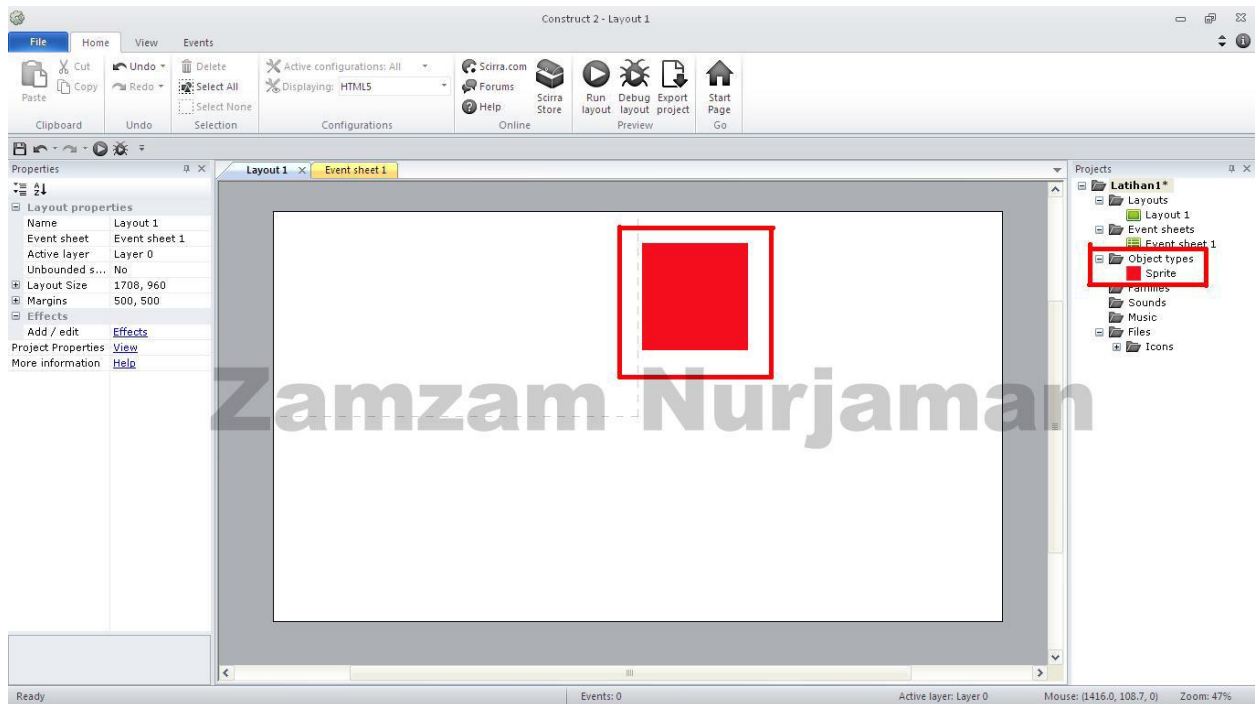 Construct 2 - Layout 1
File Home View Events
Paste
Cut
Copy
Clipboard
Undo
Redo
Undo
Delete
Select All
Select None
Selection
Active configurations: All
Displaying: HTML5
Configurations
Scirra.com
Forums
Help
Scirra Store
Online
Run layout
Debug layout
Export project
Preview
Start Page
Go
Properties
Layout properties
Name Layout 1
Event sheet Event sheet 1
Active layer Layer 0
Unbounded s... No
Layout Size 1708, 960
Margins 500, 500
Effects
Add / edit Effects
Project Properties View
More information Help
Layout 1 Event sheet 1
Zamzam Nurjaman
Projects
Latihan1*
Layouts
Layout 1
Event sheets
Event sheet 1
Object types
Sprite
Families
Sounds
Music
Files
Icons
Ready Events: 0 Active layer: Layer 0 Mouse: (1416.0, 108.7, 0) Zoom: 47%